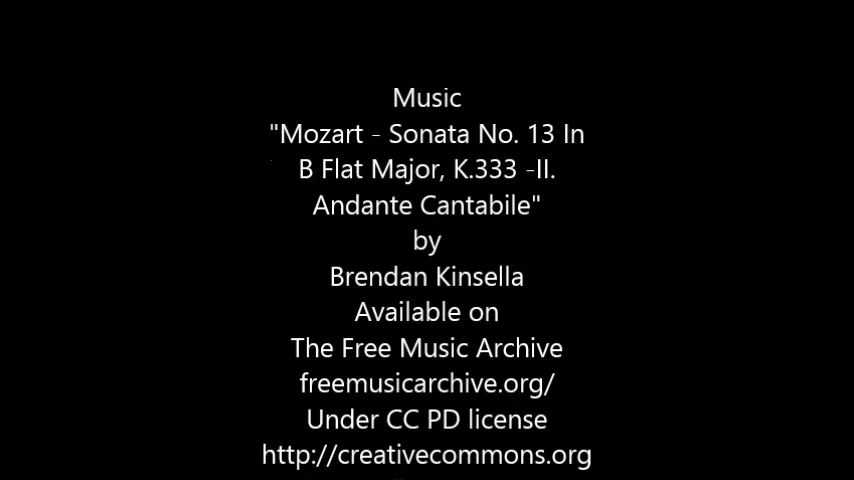 Music
"Mozart - Sonata No. 13 In
B Flat Major, K.333 -II.
Andante Cantabile"
by
Brendan Kinsella
Available on
The Free Music Archive
freemusicarchive.org/
Under CC PD license
http://creativecommons.org